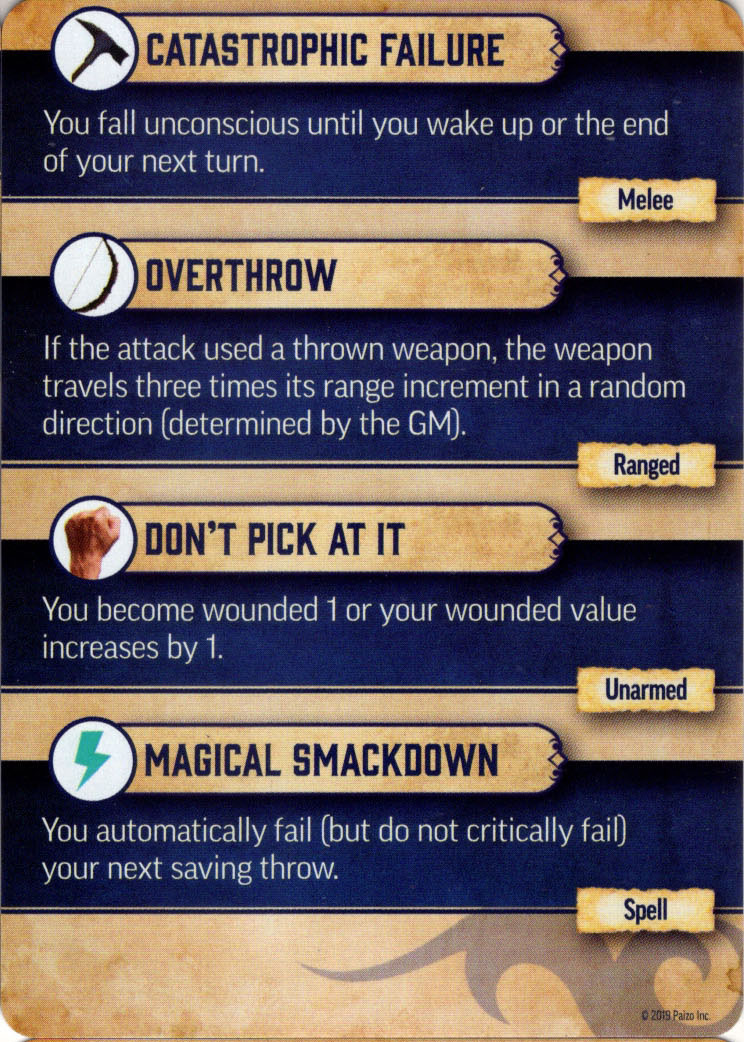 CATASTROPHIC FAILURE
You fall unconscious until you wake up or the end
of your next turn.
Melee
OVERTHROW
If the attack used a thrown weapon, the weapon
travels three times its range increment in a random
direction (determined by the GM).
Ranged
DON'T PICK AT IT
You become wounded 1 or your wounded value
increases by 1.
Unarmed
MAGICAL SMACKDOWN
You automatically fail (but do not critically fail)
your next saving throw.
Spell
© 2019 Paizo Inc.